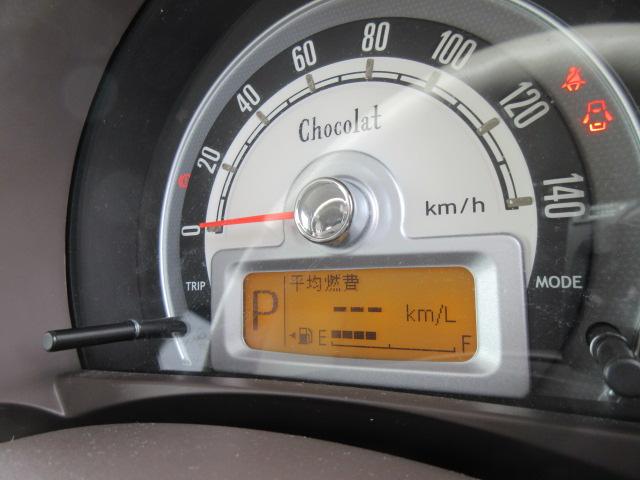 0
20
40
60
80
100
120
140
Chocolat
km/h
TRIP
MODE
平均燃費
P
--- km/L
E F